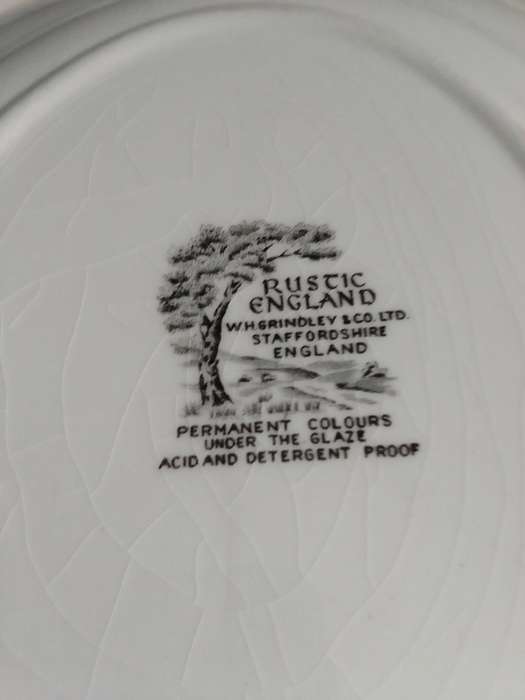 RUSTIC
ENGLAND
W.H.GRINDLEY & CO. LTD.
STAFFORDSHIRE
ENGLAND
PERMANENT COLOURS
UNDER THE GLAZE
ACID AND DETERGENT PROOF